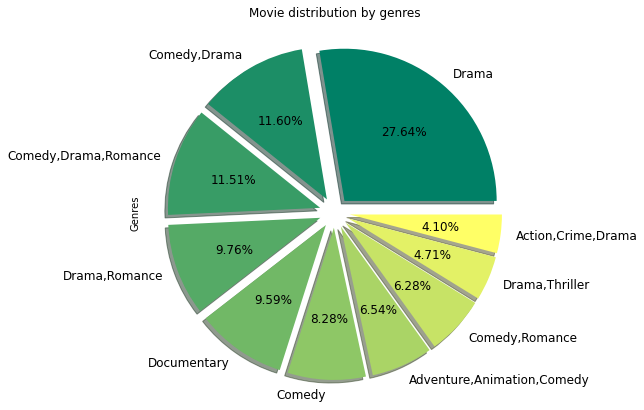 Movie distribution by genres
Comedy,Drama
Drama
11.60%
27.64%
Comedy,Drama,Romance
11.51%
Genres
4.10%
Action,Crime,Drama
9.76%
4.71%
Drama,Romance
Drama,Thriller
9.59%
6.28%
8.28%
6.54%
Comedy,Romance
Documentary
Adventure,Animation,Comedy
Comedy